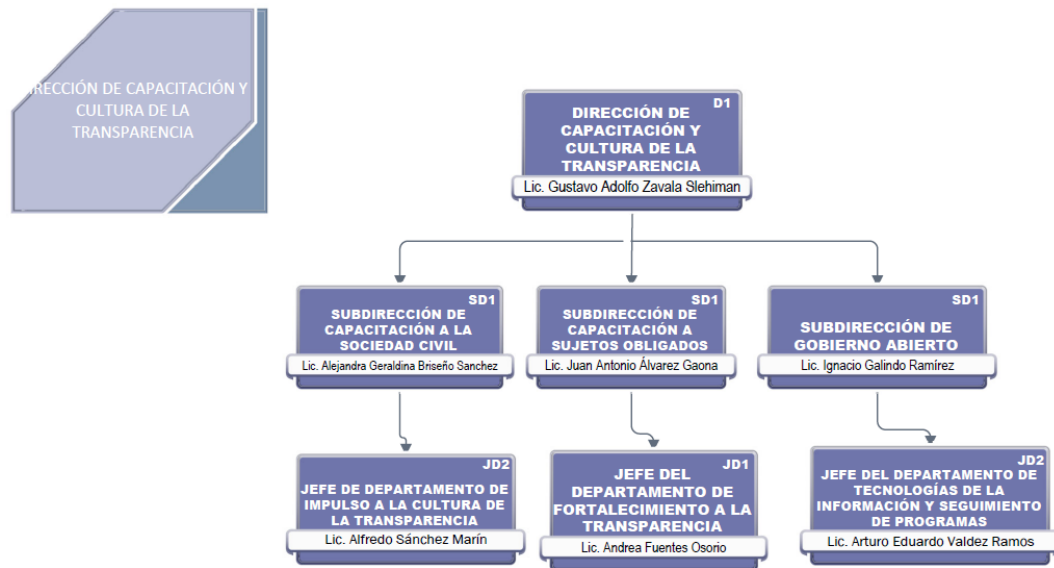 DIRECCIÓN DE CAPACITACIÓN Y
CULTURA DE LA
TRANSPARENCIA
D1
DIRECCIÓN DE
CAPACITACIÓN Y
CULTURA DE LA
TRANSPARENCIA
Lic. Gustavo Adolfo Zavala Slehiman
SD1
SUBDIRECCIÓN DE
CAPACITACIÓN A LA
SOCIEDAD CIVIL
Lic. Alejandra Geraldina Briseño Sanchez
SD1
SUBDIRECCIÓN DE
CAPACITACIÓN A
SUJETOS OBLIGADOS
Lic. Juan Antonio Álvarez Gaona
SD1
SUBDIRECCIÓN DE
GOBIERNO ABIERTO
Lic. Ignacio Galindo Ramírez
JD2
JEFE DE DEPARTAMENTO DE
IMPULSO A LA CULTURA DE
LA TRANSPARENCIA
Lic. Alfredo Sánchez Marín
JD1
JEFE DEL
DEPARTAMENTO DE
FORTALECIMIENTO A LA
TRANSPARENCIA
Lic. Andrea Fuentes Osorio
JD2
JEFE DEL DEPARTAMENTO DE
TECNOLOGÍAS DE LA
INFORMACIÓN Y SEGUIMIENTO
DE PROGRAMAS
Lic. Arturo Eduardo Valdez Ramos